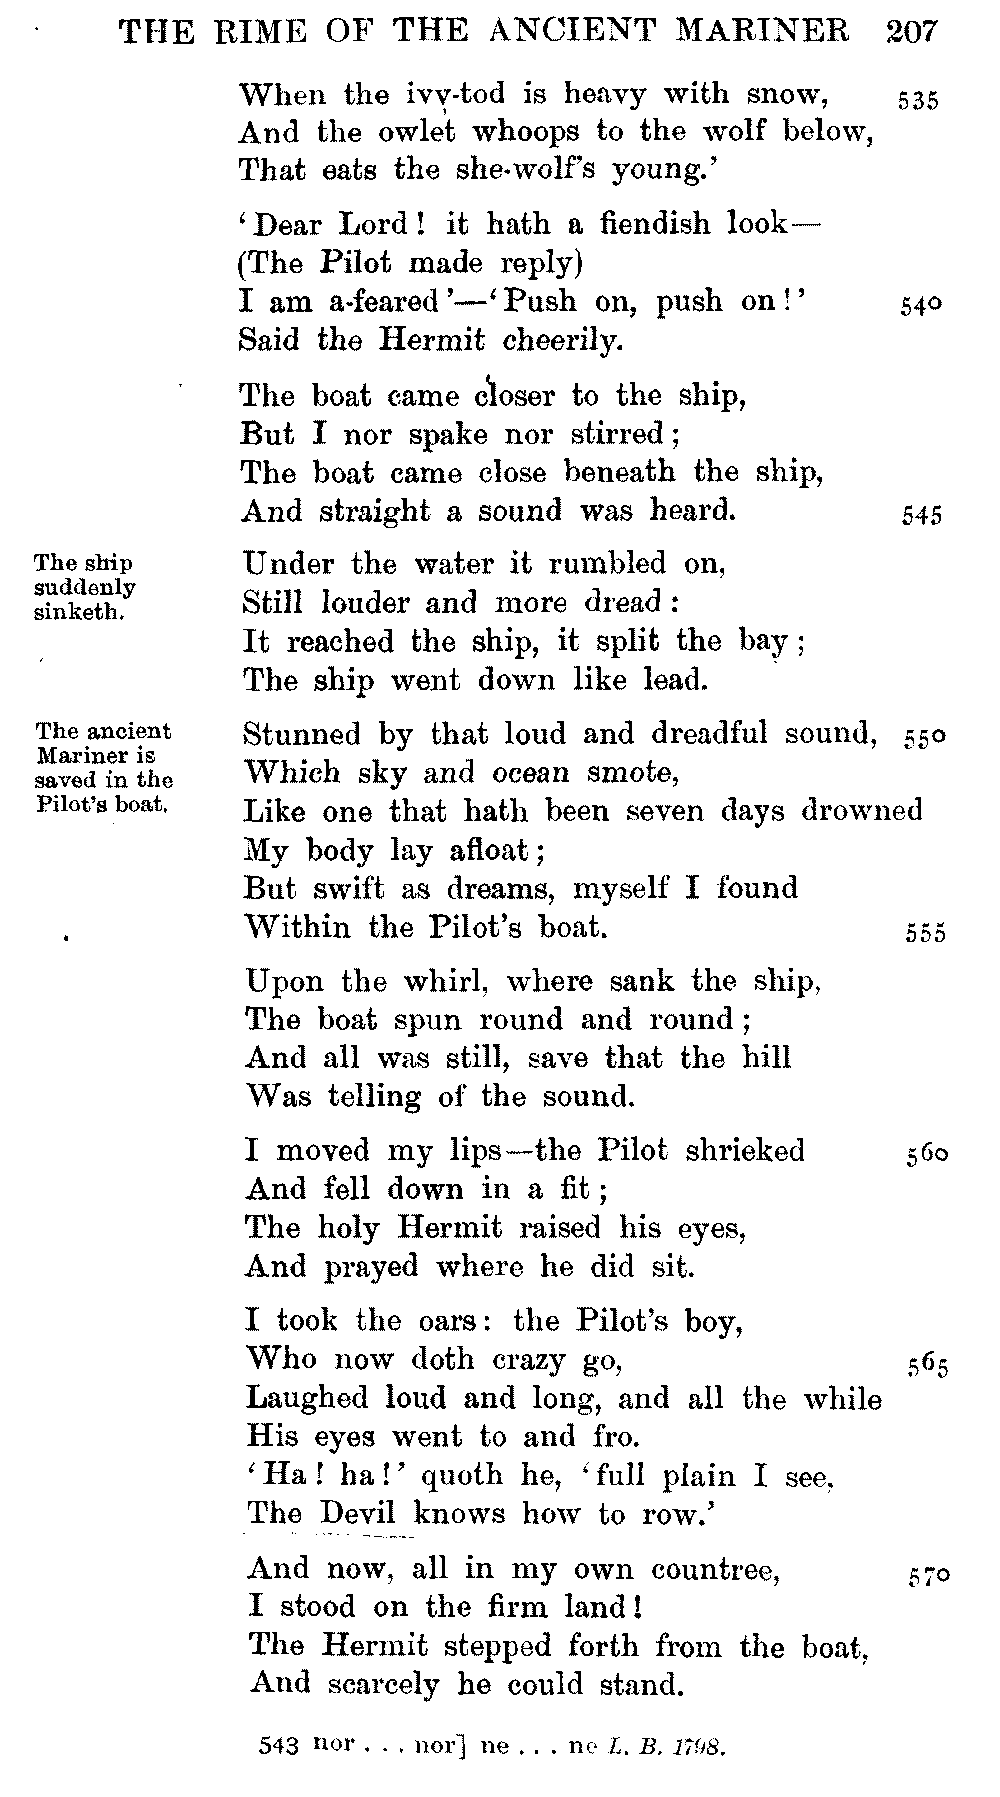 THE RIME OF THE ANCIENT MARINER 207
When the ivy-tod is heavy with snow, 535
And the owlet whoops to the wolf below,
That eats the she-wolf's young.'
'Dear Lord! it hath a fiendish look—
(The Pilot made reply)
I am a-feared'—'Push on, push on!' 540
Said the Hermit cheerily.
The boat came closer to the ship,
But I nor spake nor stirred;
The boat came close beneath the ship,
And straight a sound was heard. 545
The ship
suddenly
sinketh.
Under the water it rumbled on,
Still louder and more dread:
It reached the ship, it split the bay;
The ship went down like lead.
The ancient
Mariner is
saved in the
Pilot's boat.
Stunned by that loud and dreadful sound, 550
Which sky and ocean smote,
Like one that hath been seven days drowned
My body lay afloat;
But swift as dreams, myself I found
Within the Pilot's boat. 555
Upon the whirl, where sank the ship,
The boat spun round and round;
And all was still, save that the hill
Was telling of the sound.
I moved my lips—the Pilot shrieked 560
And fell down in a fit;
The holy Hermit raised his eyes,
And prayed where he did sit.
I took the oars: the Pilot's boy,
Who now doth crazy go, 565
Laughed loud and long, and all the while
His eyes went to and fro.
'Ha! ha!' quoth he, 'full plain I see,
The Devil knows how to row.'
And now, all in my own countree, 570
I stood on the firm land!
The Hermit stepped forth from the boat,
And scarcely he could stand.
543 nor . . . nor] ne . . . ne L. B. 1798.